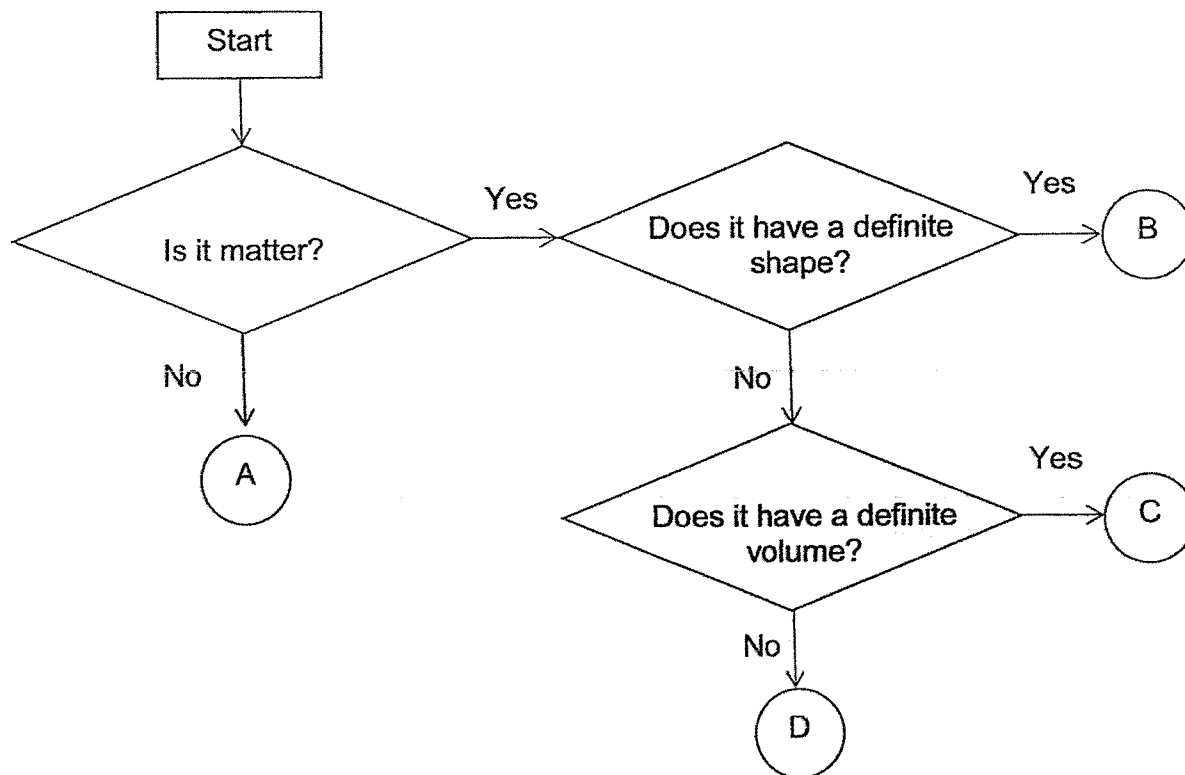 Start
Is it matter?
Yes
Does it have a definite
shape?
Yes
B
No
A
No
Does it have a definite
volume?
Yes
C
No
D